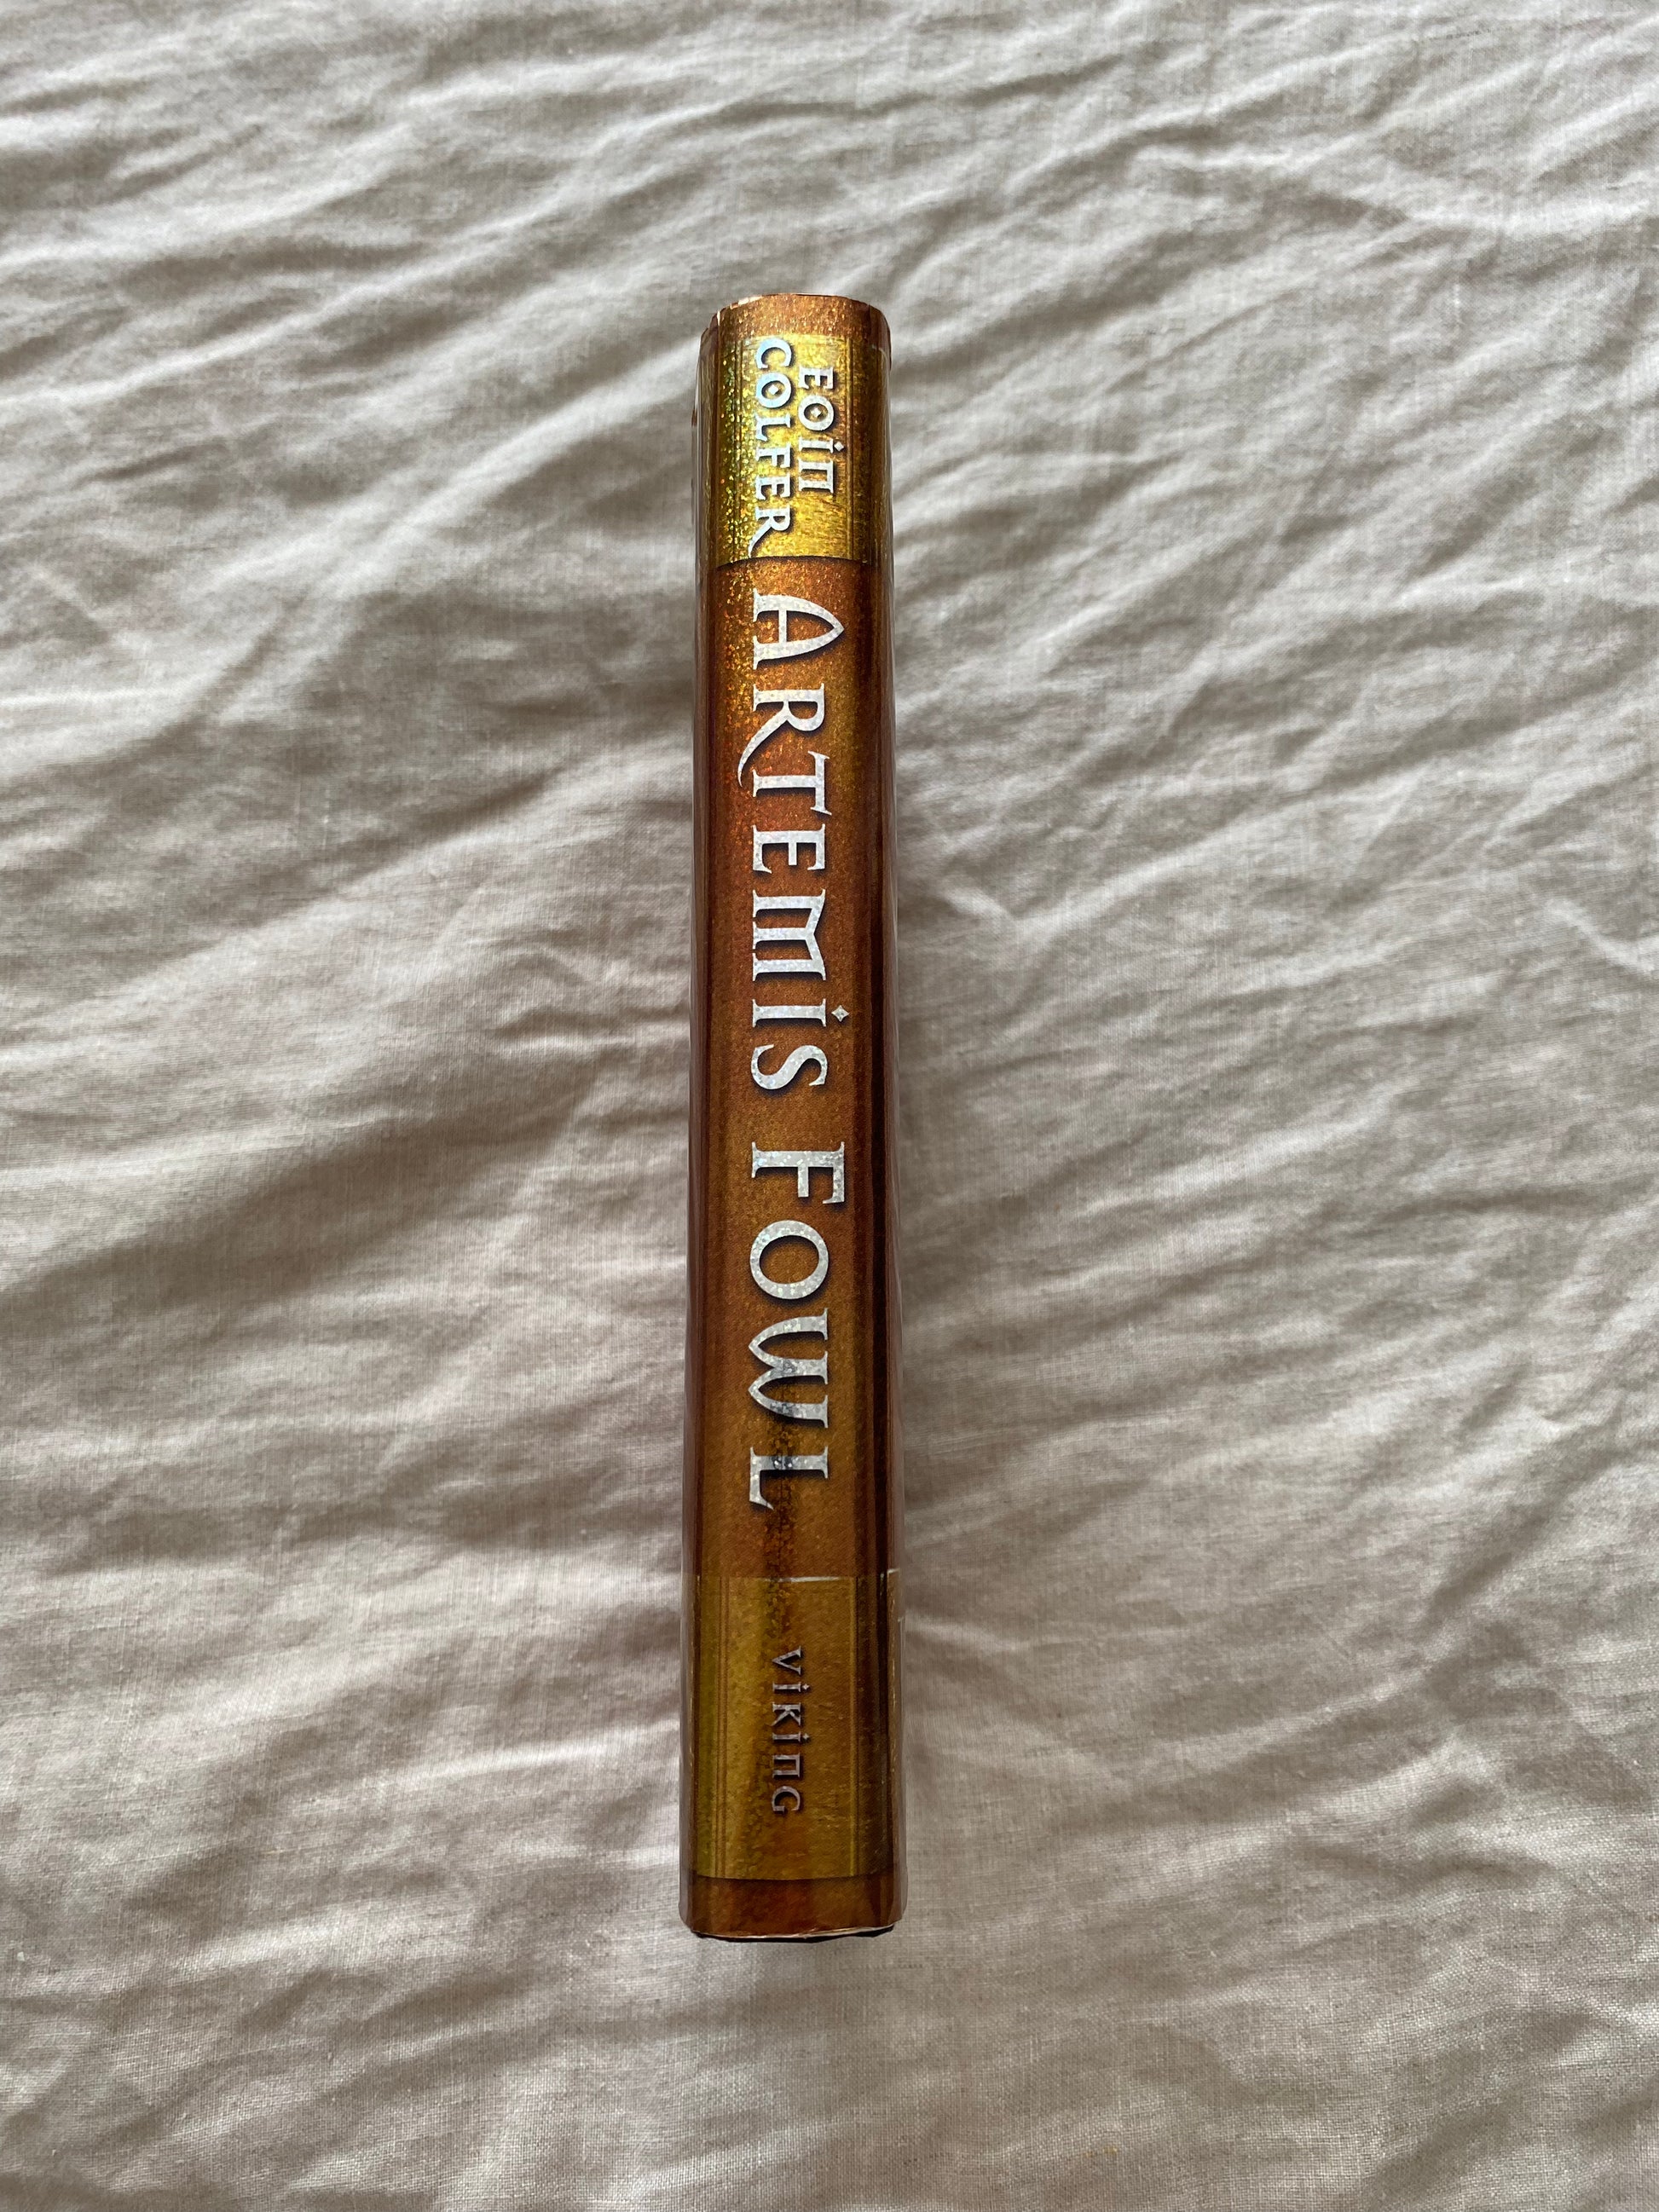 EOIN
COLFER
ARTEMIS FOWL
VIKING